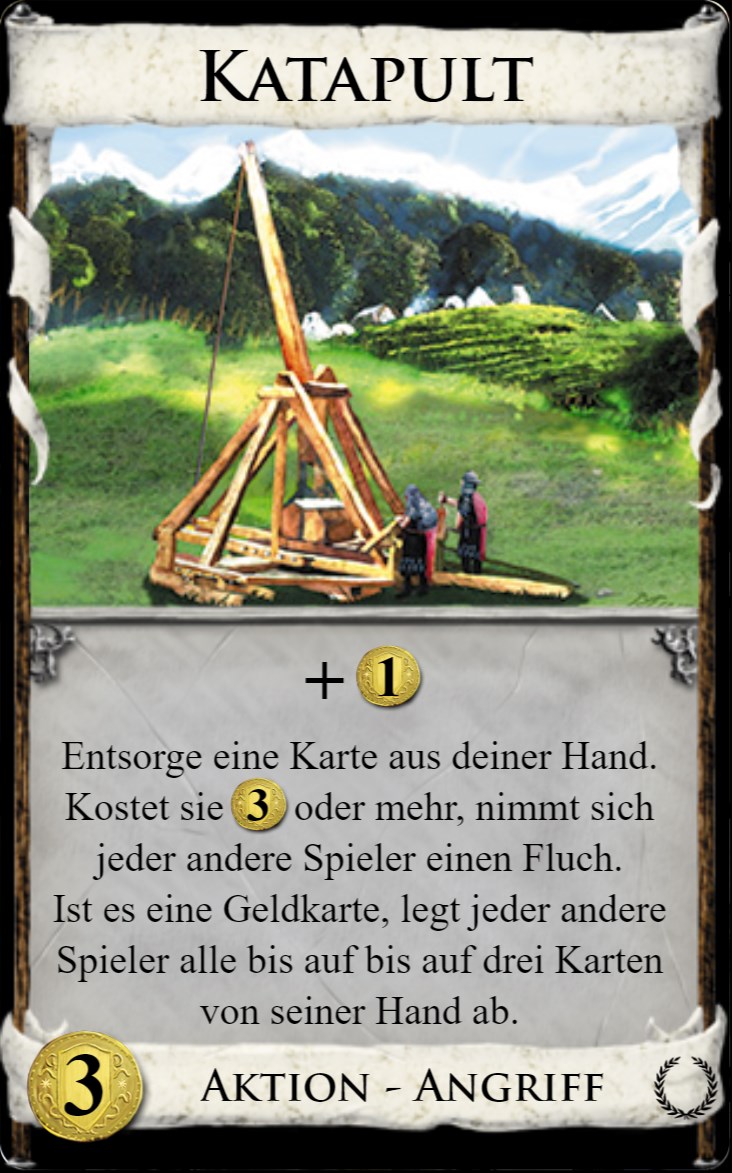 KATAPULT
+ 1
Entsorge eine Karte aus deiner Hand.
Kostet sie 3 oder mehr, nimmt sich
jeder andere Spieler einen Fluch.
Ist es eine Geldkarte, legt jeder andere
Spieler alle bis auf bis auf drei Karten
von seiner Hand ab.
3 AKTION - ANGRIFF